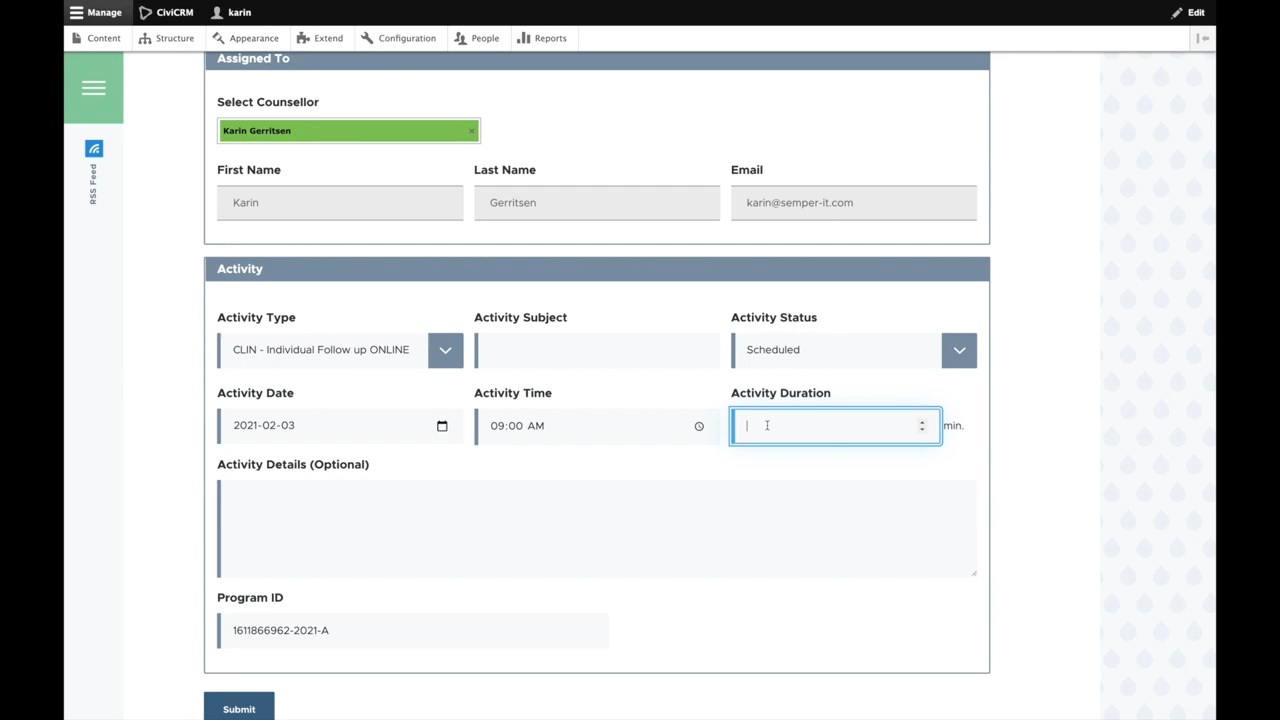 Manage CiviCRM karin Edit
Content Structure Appearance Extend Configuration People Reports
RSS Feed
Assigned To
Select Counsellor
Karin Gerritsen ×
First Name Last Name Email
Karin Gerritsen karin@semper-it.com
Activity
Activity Type Activity Subject Activity Status
CLIN - Individual Follow up ONLINE Scheduled
Activity Date Activity Time Activity Duration
2021-02-03 09:00 AM min.
Activity Details (Optional)
Program ID
1611866962-2021-A
Submit